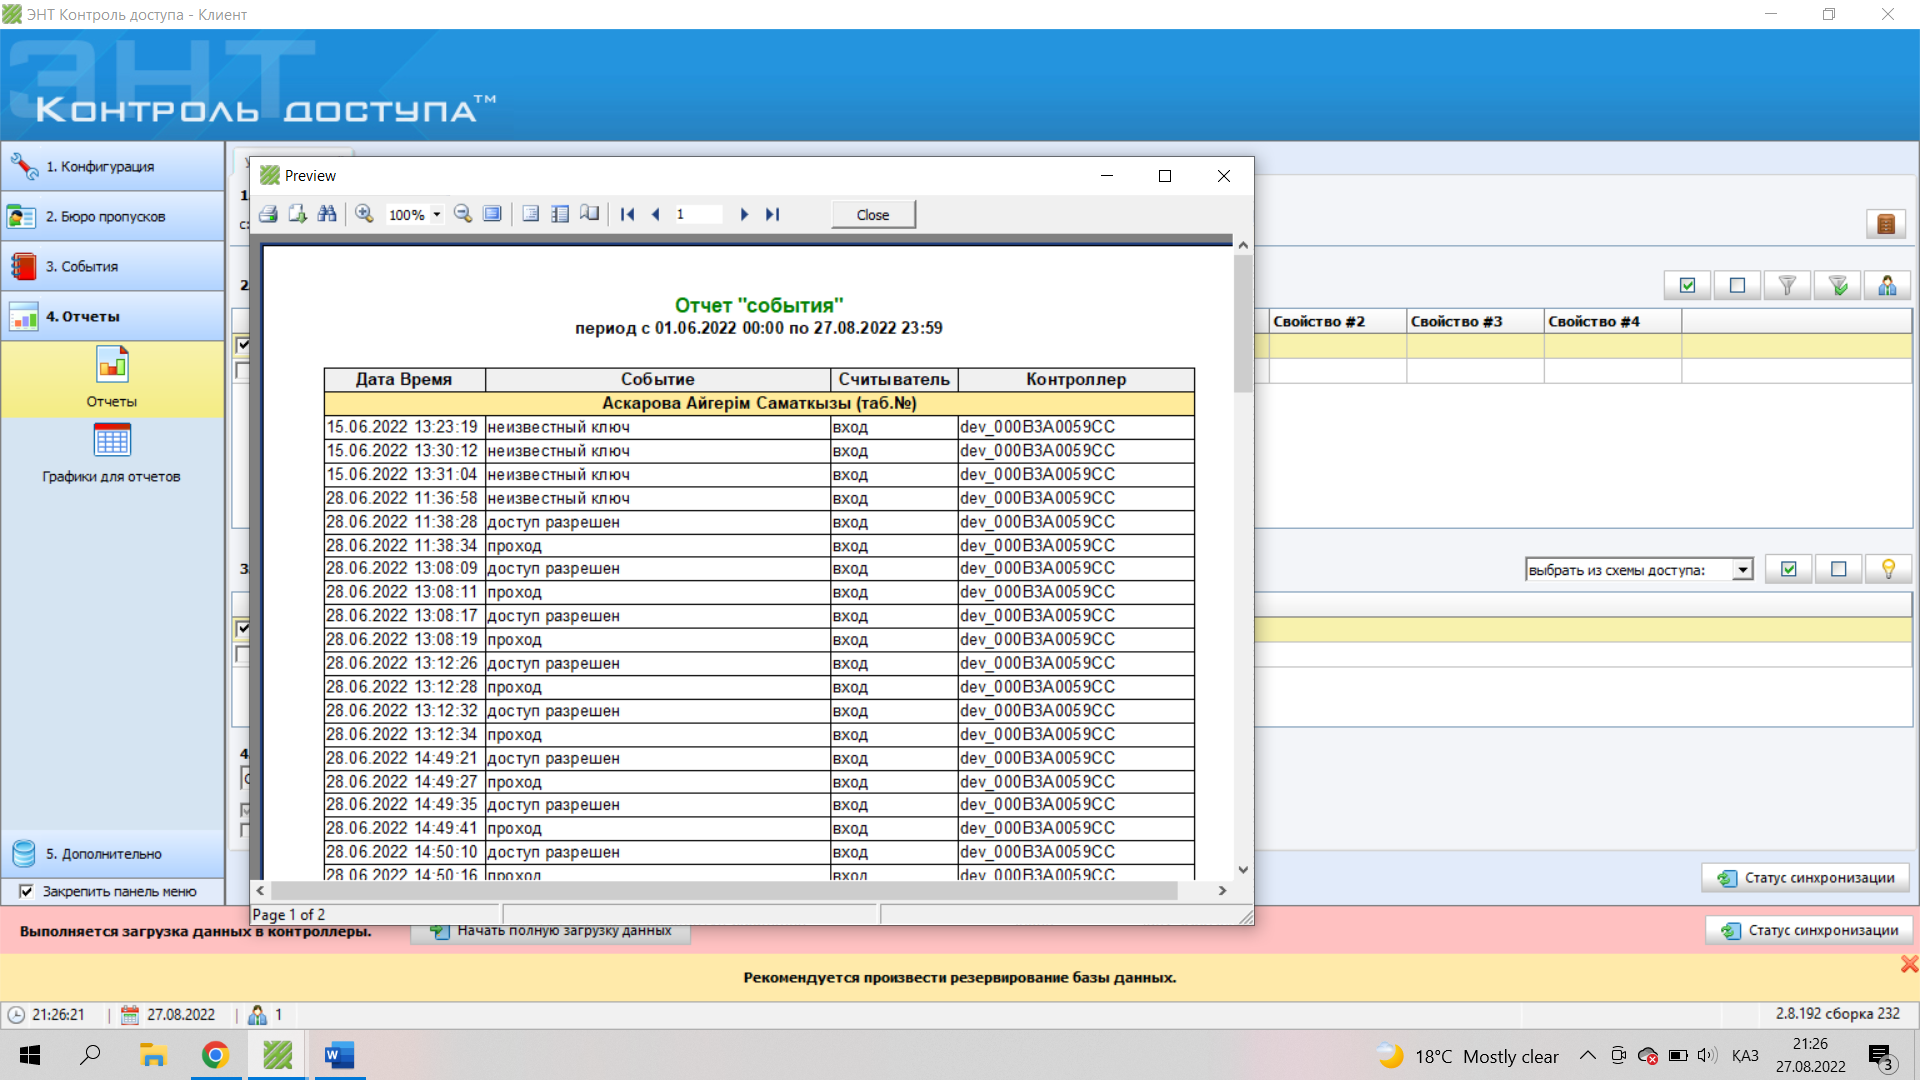 ЭНТ Контроль доступа - Клиент
ЭНТ
Контроль доступа™
1. Конфигурация
2. Бюро пропусков
3. События
4. Отчеты
Отчеты
Графики для отчетов
5. Дополнительно
Закрепить панель меню
Preview
100%
1
Close
Отчет "события"
период с 01.06.2022 00:00 по 27.08.2022 23:59
Дата Время Событие Считыватель Контроллер
Аскарова Айгерім Саматкызы (таб.№)
15.06.2022 13:23:19 неизвестный ключ вход dev_000B3A0059CC
15.06.2022 13:30:12 неизвестный ключ вход dev_000B3A0059CC
15.06.2022 13:31:04 неизвестный ключ вход dev_000B3A0059CC
28.06.2022 11:36:58 неизвестный ключ вход dev_000B3A0059CC
28.06.2022 11:38:28 доступ разрешен вход dev_000B3A0059CC
28.06.2022 11:38:34 проход вход dev_000B3A0059CC
28.06.2022 13:08:09 доступ разрешен вход dev_000B3A0059CC
28.06.2022 13:08:11 проход вход dev_000B3A0059CC
28.06.2022 13:08:17 доступ разрешен вход dev_000B3A0059CC
28.06.2022 13:08:19 проход вход dev_000B3A0059CC
28.06.2022 13:12:26 доступ разрешен вход dev_000B3A0059CC
28.06.2022 13:12:28 проход вход dev_000B3A0059CC
28.06.2022 13:12:32 доступ разрешен вход dev_000B3A0059CC
28.06.2022 13:12:34 проход вход dev_000B3A0059CC
28.06.2022 14:49:21 доступ разрешен вход dev_000B3A0059CC
28.06.2022 14:49:27 проход вход dev_000B3A0059CC
28.06.2022 14:49:35 доступ разрешен вход dev_000B3A0059CC
28.06.2022 14:49:41 проход вход dev_000B3A0059CC
28.06.2022 14:50:10 доступ разрешен вход dev_000B3A0059CC
28.06.2022 14:50:16 проход вход dev_000B3A0059CC
Page 1 of 2
Свойство #2 Свойство #3 Свойство #4
выбрать из схемы доступа:
Статус синхронизации
Выполняется загрузка данных в контроллеры.
Начать полную загрузку данных
Статус синхронизации
Рекомендуется произвести резервирование базы данных.
21:26:21 27.08.2022 1
2.8.192 сборка 232
18°C Mostly clear
ҚАЗ
21:26
27.08.2022
3